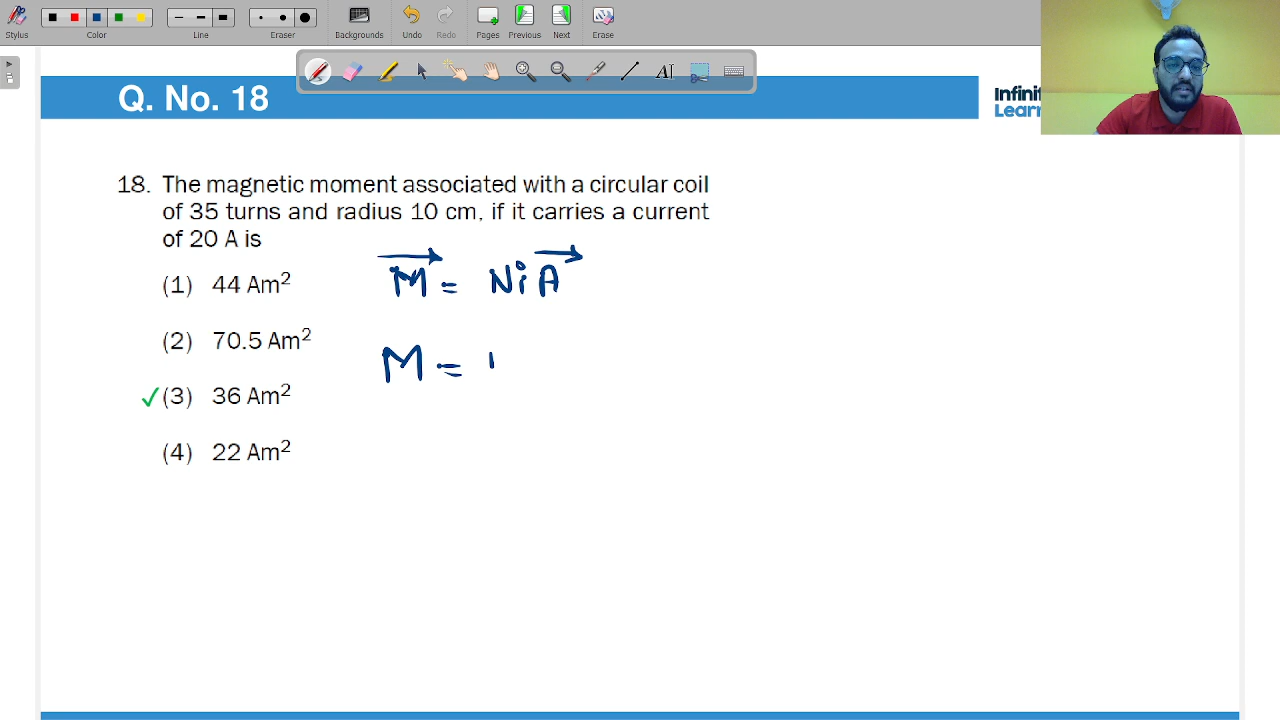 Stylus
Color
Line
Eraser
Backgrounds
Undo
Redo
Pages
Previous
Next
Erase
Q. No. 18
Infinit
Learn
18. The magnetic moment associated with a circular coil
of 35 turns and radius 10 cm, if it carries a current
of 20 A is
(1) 44 Am²
(2) 70.5 Am²
✓(3) 36 Am²
(4) 22 Am²
M⃗ = NiA⃗
M =